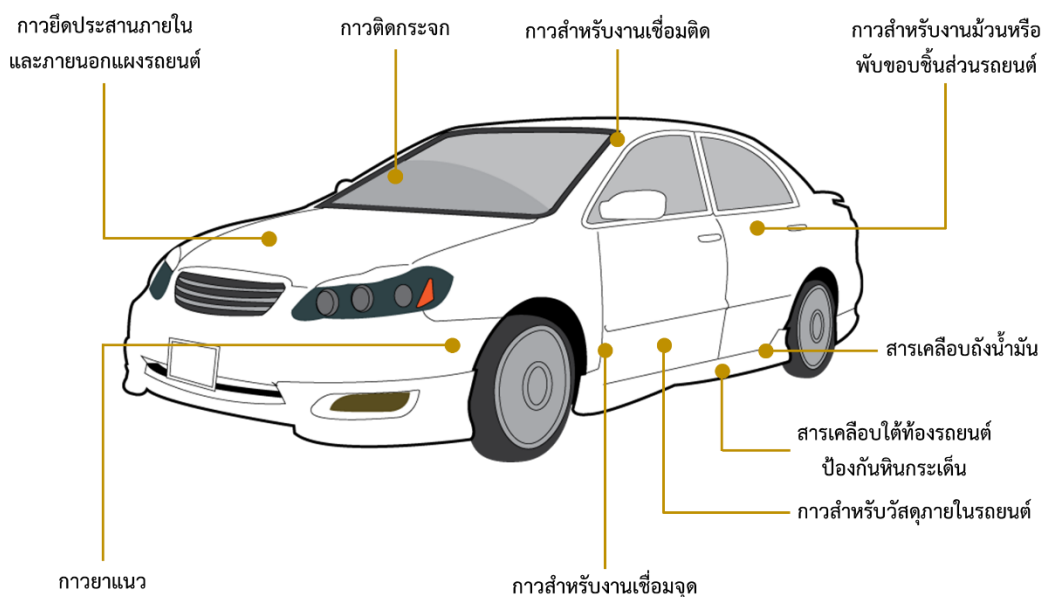 กาวยึดประสานภายใน
และภายนอกแผงรถยนต์
กาวติดกระจก
กาวสำหรับงานเชื่อมติด
กาวสำหรับงานม้วนหรือ
พับขอบชิ้นส่วนรถยนต์
สารเคลือบถังน้ำมัน
สารเคลือบใต้ท้องรถยนต์
ป้องกันหินกระเด็น
กาวสำหรับวัสดุภายในรถยนต์
กาวยาแนว
กาวสำหรับงานเชื่อมจุด